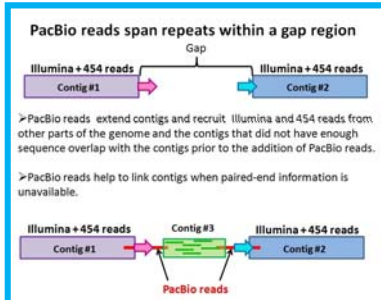 PacBio reads span repeats within a gap region
Gap
Illumina + 454 reads Illumina + 454 reads
Contig #1 Contig #2
➢PacBio reads extend contigs and recruit Illumina and 454 reads from
other parts of the genome and the contigs that did not have enough
sequence overlap with the contigs prior to the addition of PacBio reads.
➢PacBio reads help to link contigs when paired-end information is
unavailable.
Illumina + 454 reads Illumina + 454 reads
Contig #1 Contig #3 Contig #2
PacBio reads